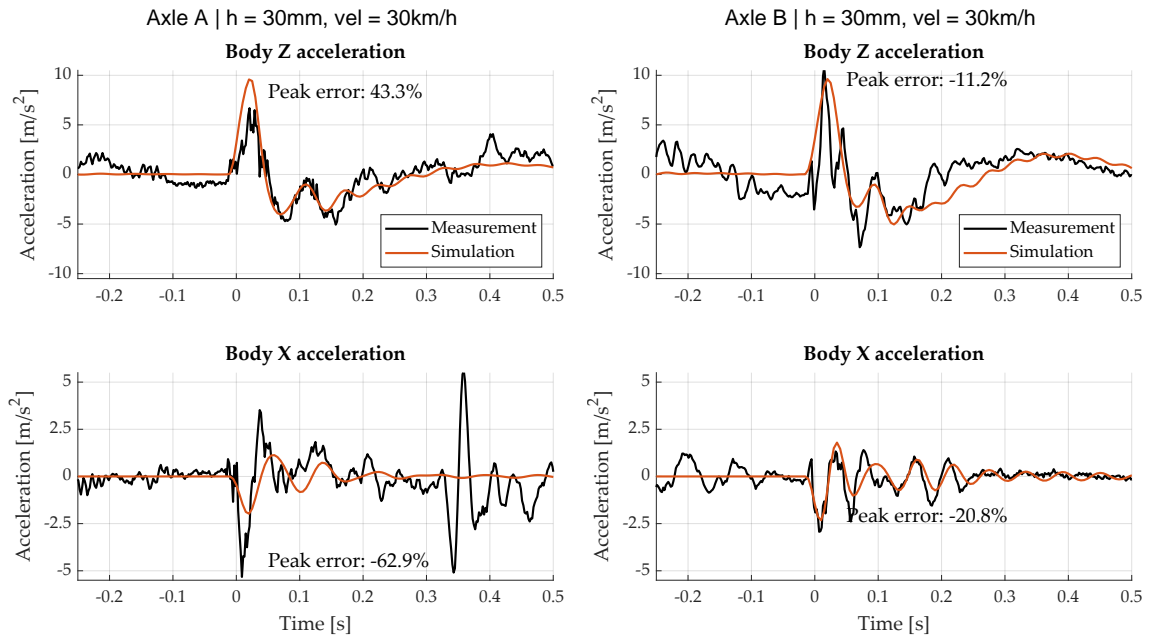 Axle A | h = 30mm, vel = 30km/h
Axle B | h = 30mm, vel = 30km/h
Body Z acceleration
Acceleration [m/s²]
10
5
0
-5
-10
Peak error: 43.3%
Measurement
Simulation
-0.2 -0.1 0 0.1 0.2 0.3 0.4 0.5
Body Z acceleration
Acceleration [m/s²]
10
5
0
-5
-10
Peak error: -11.2%
Measurement
Simulation
-0.2 -0.1 0 0.1 0.2 0.3 0.4 0.5
Body X acceleration
Acceleration [m/s²]
5
2.5
0
-2.5
-5
Peak error: -62.9%
-0.2 -0.1 0 0.1 0.2 0.3 0.4 0.5
Time [s]
Body X acceleration
Acceleration [m/s²]
5
2.5
0
-2.5
-5
Peak error: -20.8%
-0.2 -0.1 0 0.1 0.2 0.3 0.4 0.5
Time [s]